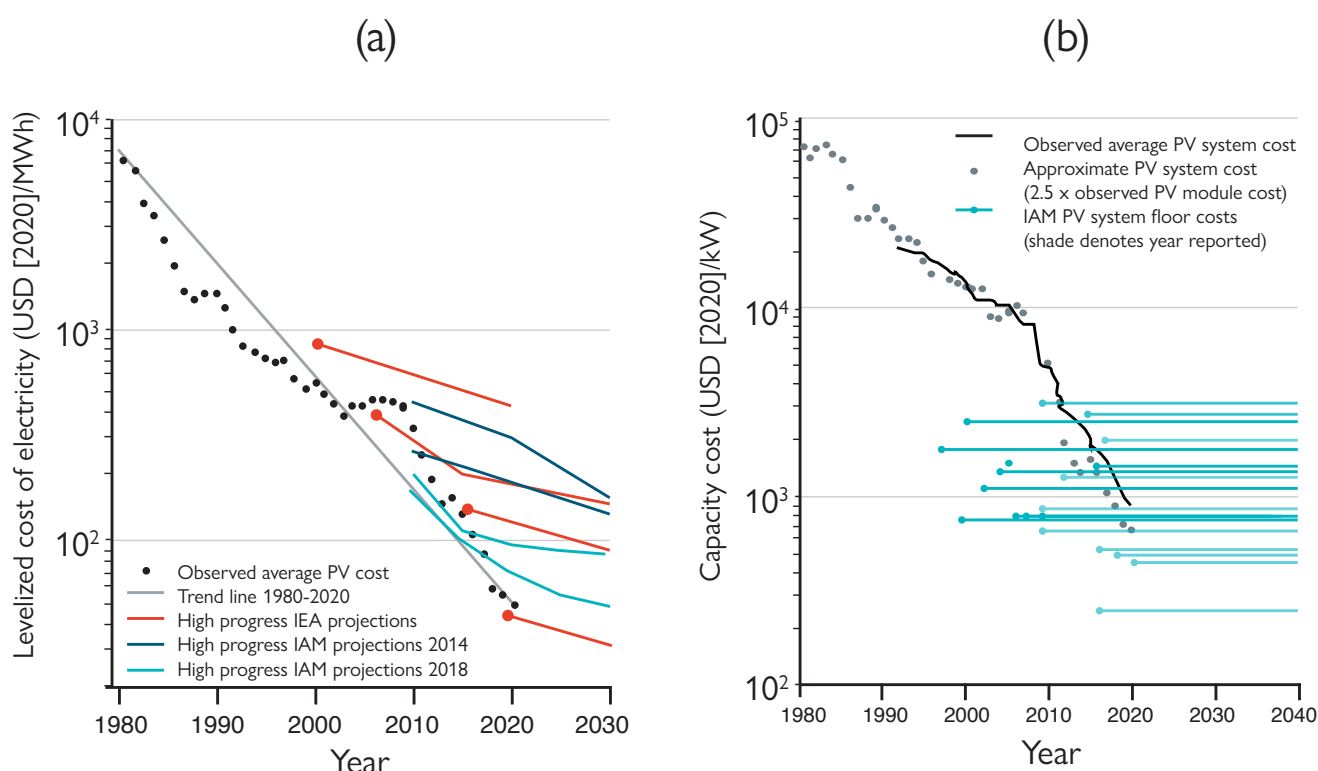 (a)
Levelized cost of electricity (USD [2020]/MWh)
10⁴
10³
10²
Observed average PV cost
Trend line 1980-2020
High progress IEA projections
High progress IAM projections 2014
High progress IAM projections 2018
1980 1990 2000 2010 2020 2030
Year
(b)
Capacity cost (USD [2020]/kW)
10⁵
10⁴
10³
10²
Observed average PV system cost
Approximate PV system cost
(2.5 x observed PV module cost)
IAM PV system floor costs
(shade denotes year reported)
1980 1990 2000 2010 2020 2030 2040
Year